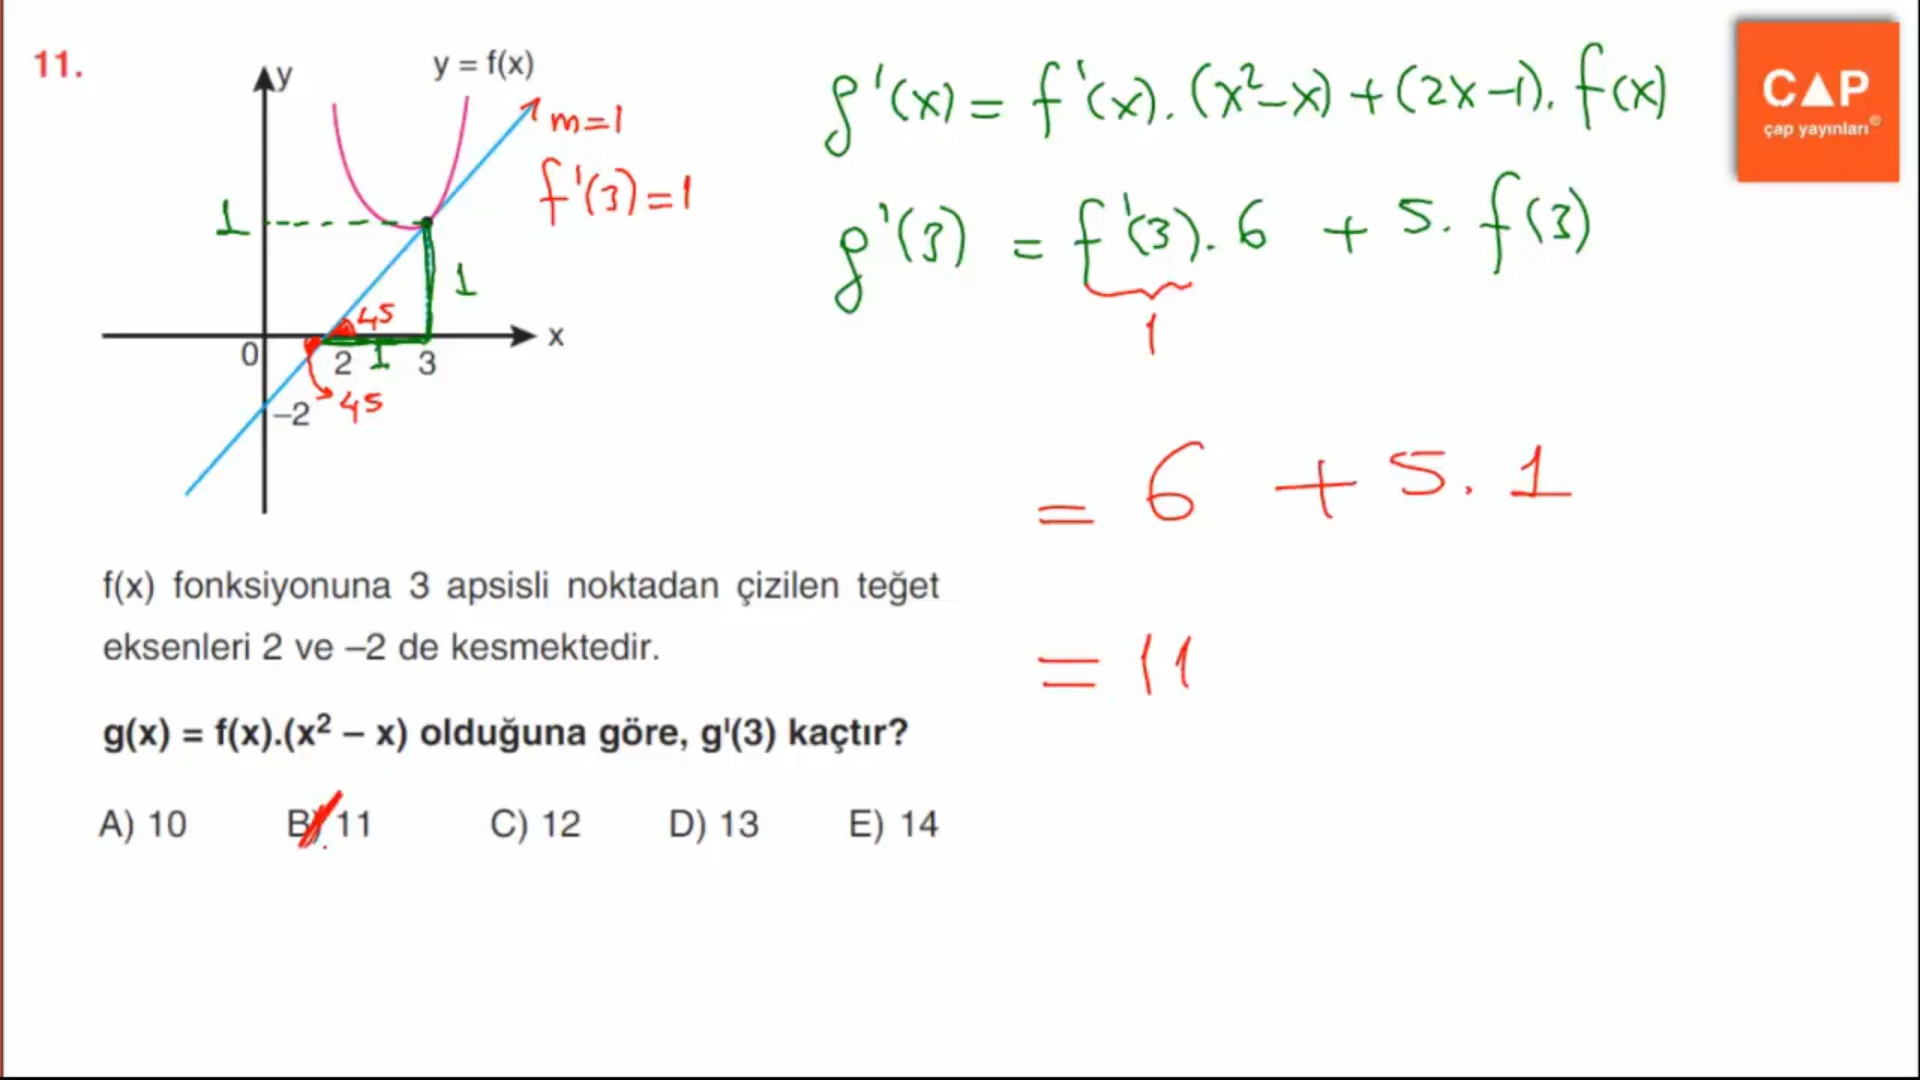 11.
y
y = f(x)
m=1
f'(3)=1
1
1
45
x
0
2
1
3
-2
45
g'(x) = f'(x).(x²-x)+(2x-1).f(x)
g'(3) = f'(3).6 + 5.f(3)
1
= 6 + 5.1
= 11
CAP
çap yayınları®
f(x) fonksiyonuna 3 apsisli noktadan çizilen teğet
eksenleri 2 ve –2 de kesmektedir.
g(x) = f(x).(x² – x) olduğuna göre, g'(3) kaçtır?
A) 10 B) 11 C) 12 D) 13 E) 14